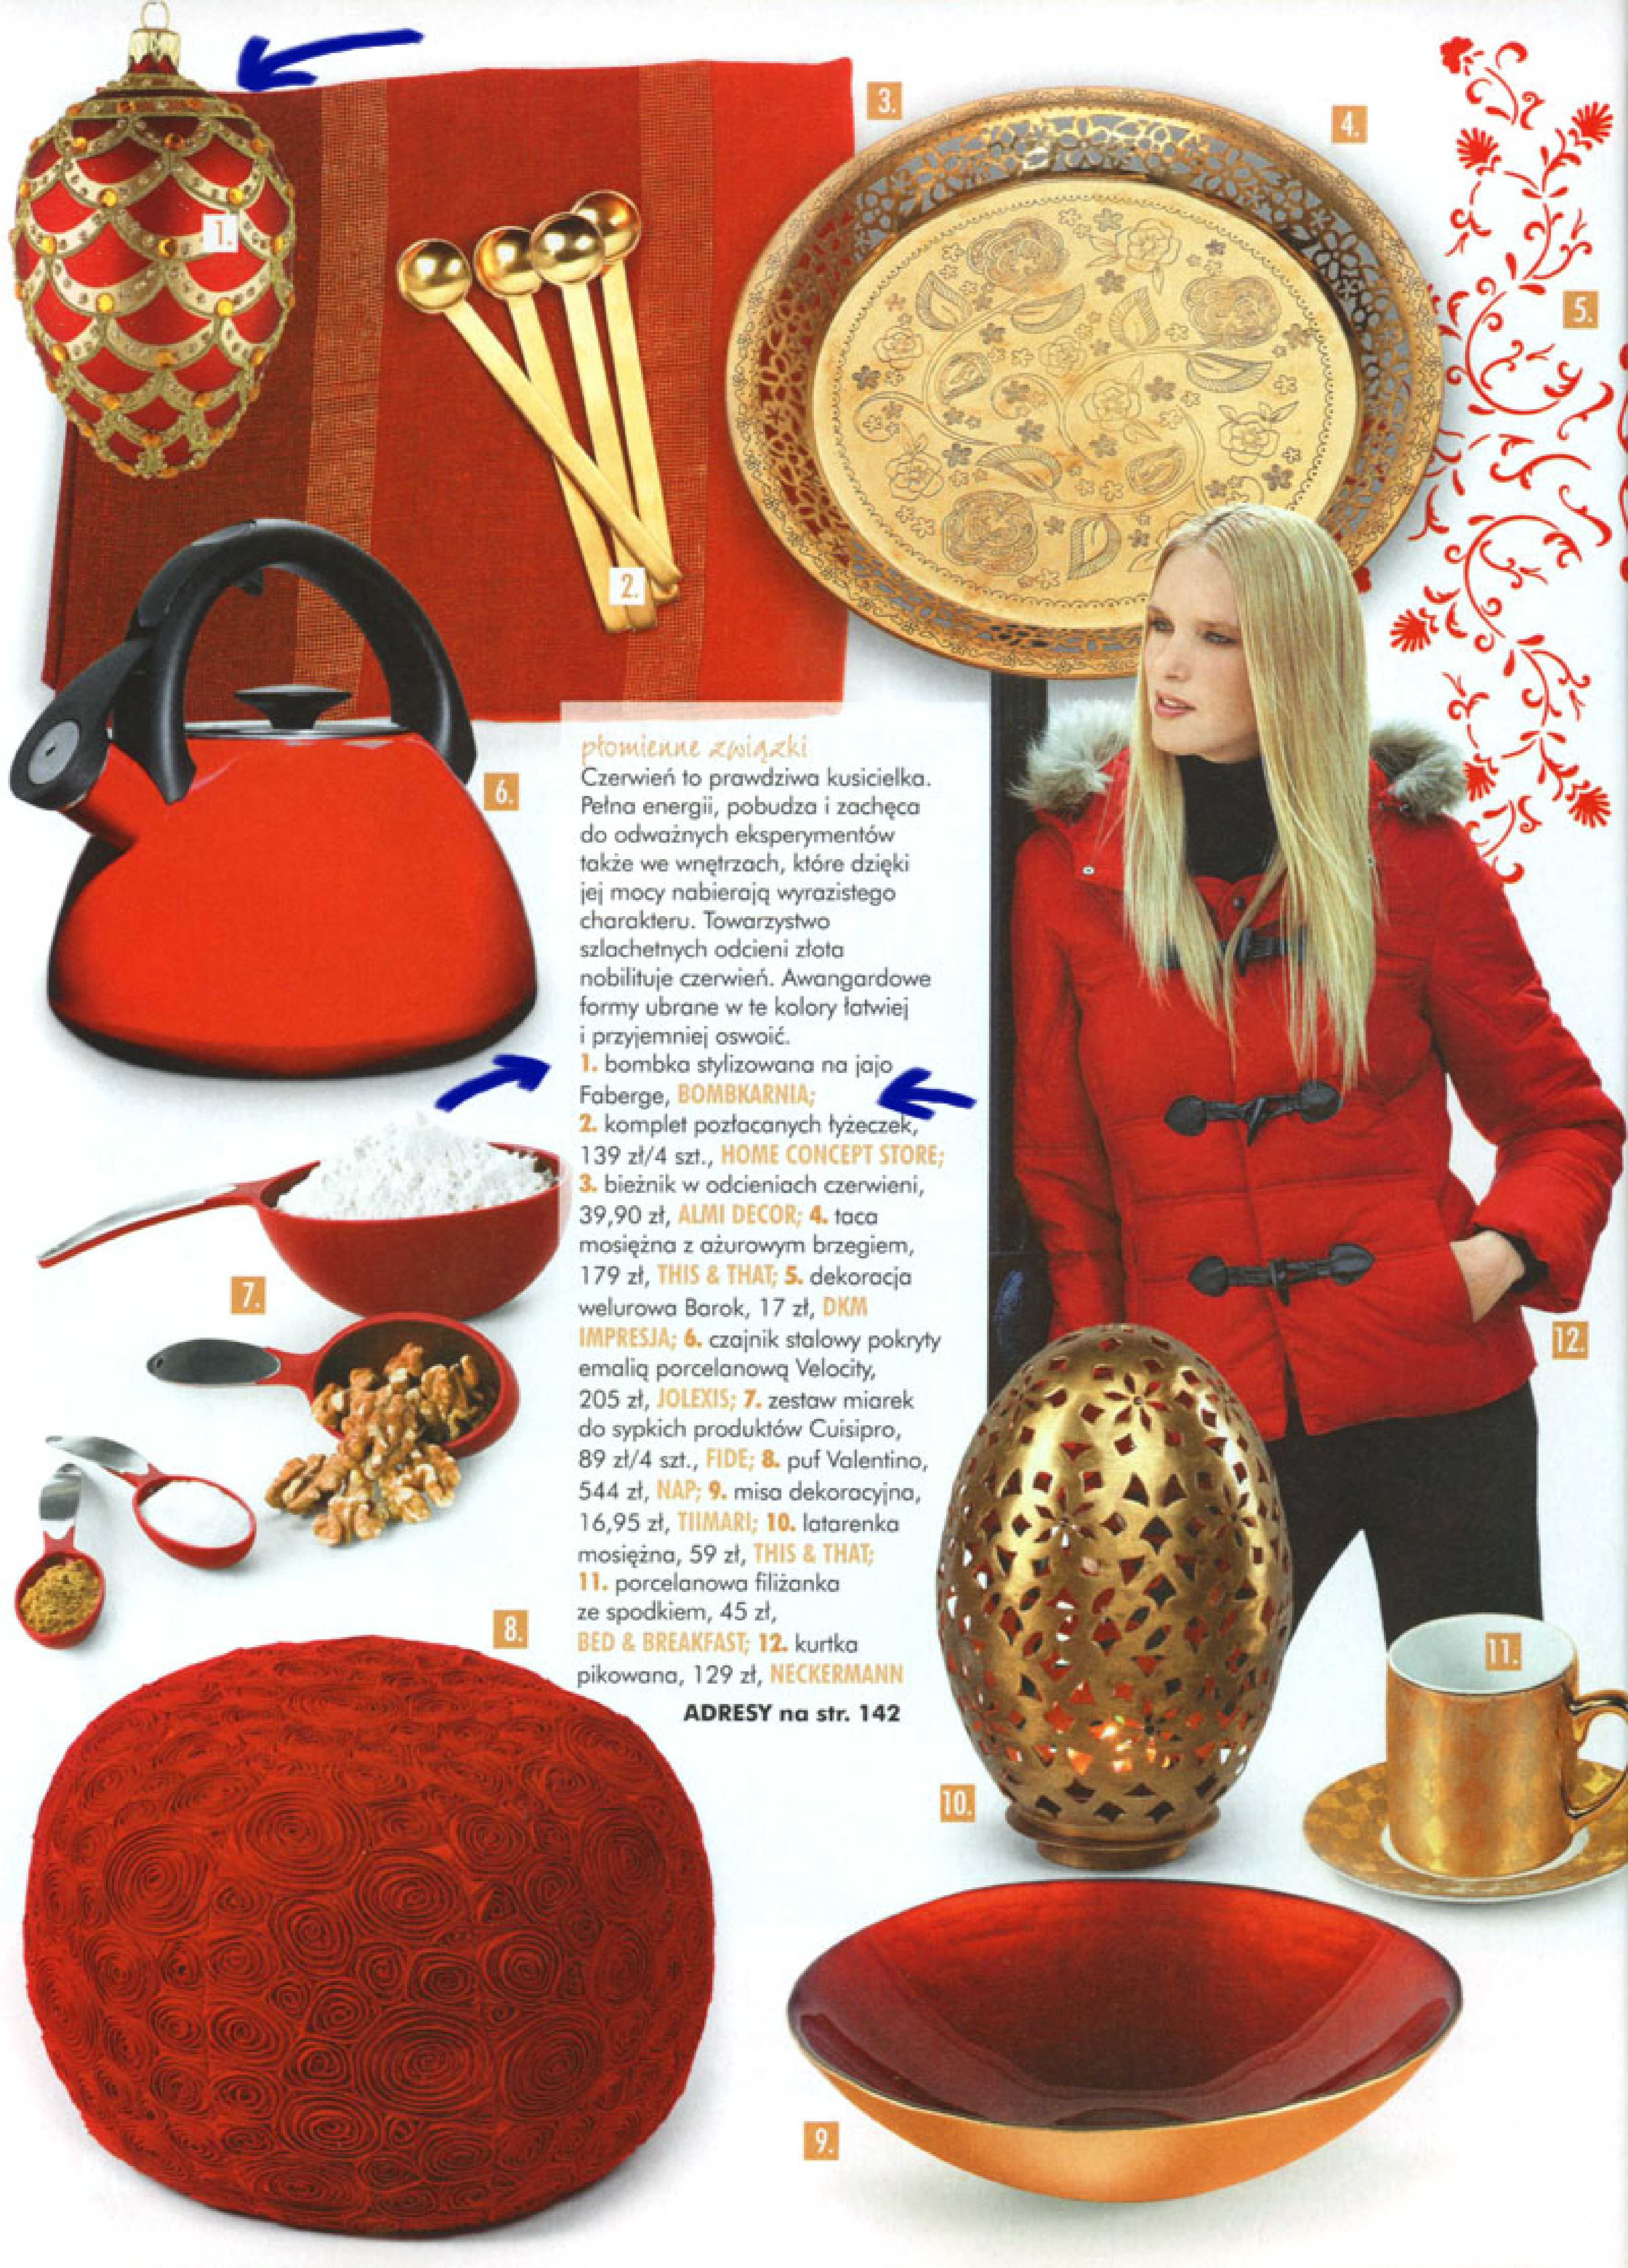 1.
2.
3.
4.
5.
6.
płomienne związki
Czerwień to prawdziwa kusicielka.
Pełna energii, pobudza i zachęca
do odważnych eksperymentów
także we wnętrzach, które dzięki
jej mocy nabierają wyrazistego
charakteru. Towarzystwo
szlachetnych odcieni złota
nobilituje czerwień. Awangardowe
formy ubrane w te kolory łatwiej
i przyjemniej oswoić.
1. bombka stylizowana na jajo
Faberge, BOMBKARNIA;
2. komplet pozłacanych łyżeczek,
139 zł/4 szt., HOME CONCEPT STORE;
3. bieżnik w odcieniach czerwieni,
39,90 zł, ALMI DECOR; 4. taca
mosiężna z ażurowym brzegiem,
179 zł, THIS & THAT; 5. dekoracja
welurowa Barok, 17 zł, DKM
IMPRESJA; 6. czajnik stalowy pokryty
emalią porcelanową Velocity,
205 zł, JOLEXIS; 7. zestaw miarek
do sypkich produktów Cuisipro,
89 zł/4 szt., FIDE; 8. puf Valentino,
544 zł, NAP; 9. misa dekoracyjna,
16,95 zł, TIIMARI; 10. latarenka
mosiężna, 59 zł, THIS & THAT;
11. porcelanowa filiżanka
ze spodkiem, 45 zł,
BED & BREAKFAST; 12. kurtka
pikowana, 129 zł, NECKERMANN
ADRESY na str. 142
7.
12.
8.
11.
10.
9.